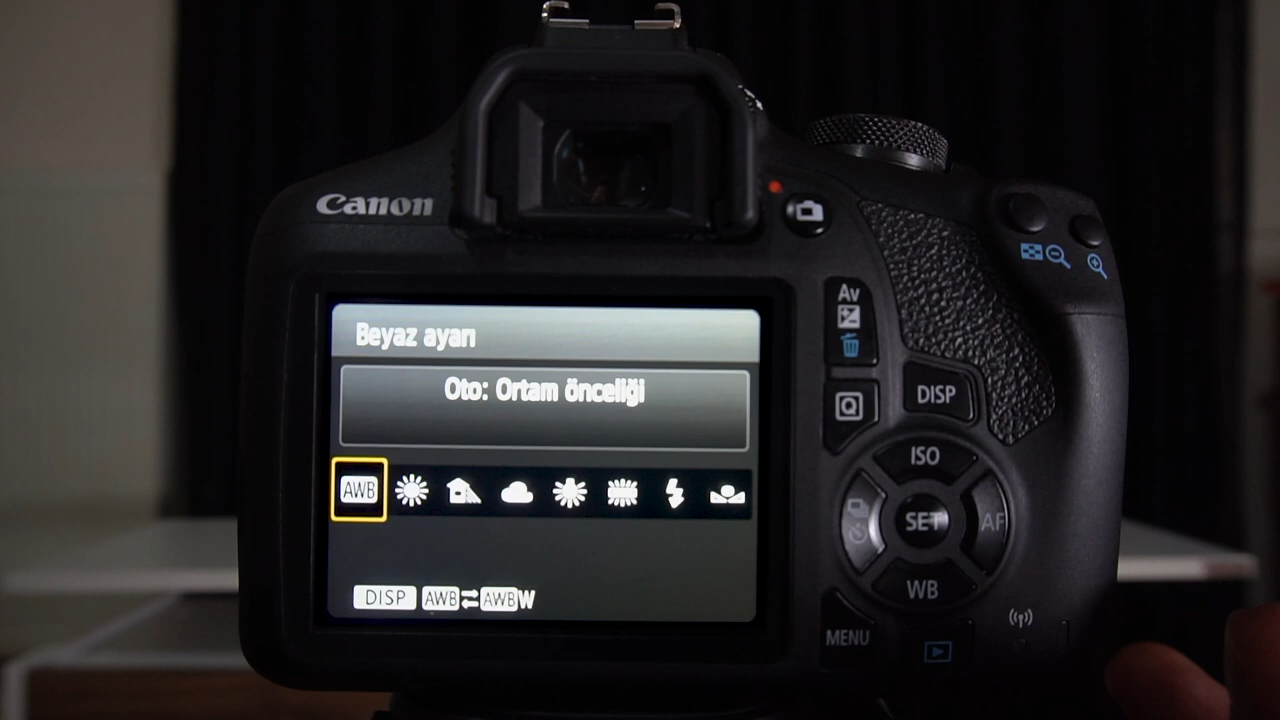 Canon
Beyaz ayarı
Oto: Ortam önceliği
AWB
DISP AWB AWBW
Av
Q
DISP
ISO
SET
AF
WB
MENU